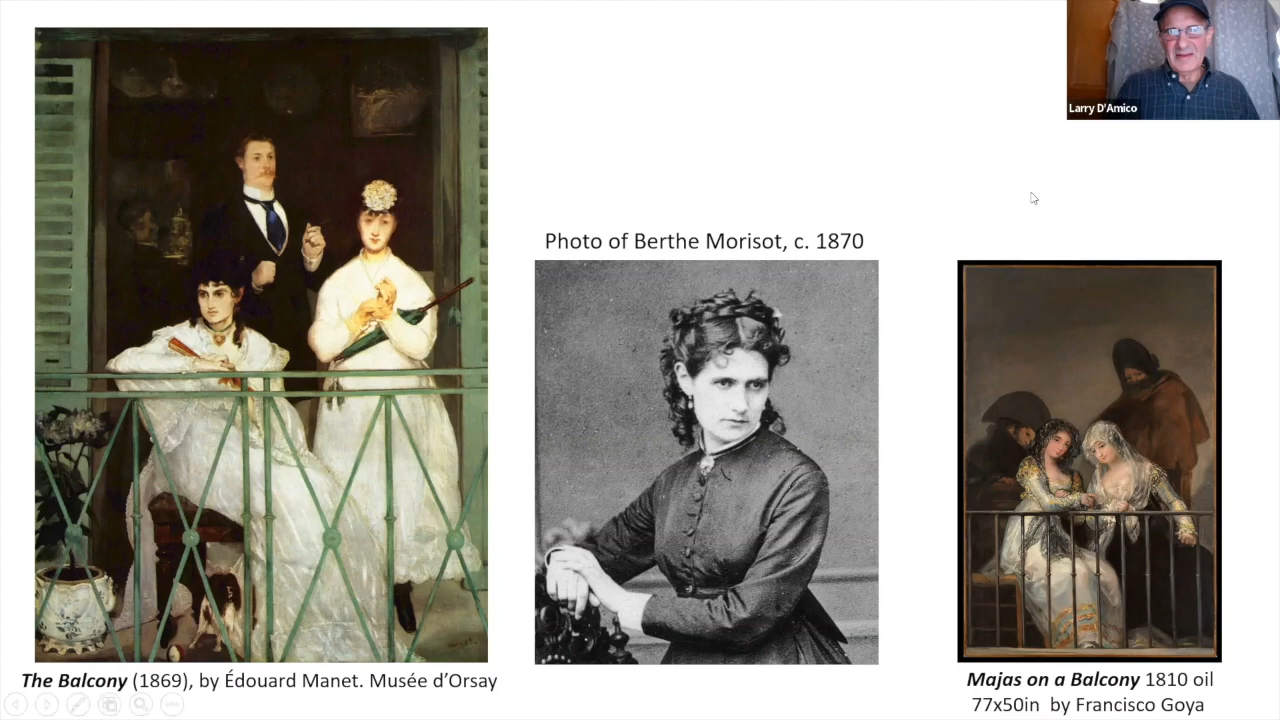 Larry D'Amico
Photo of Berthe Morisot, c. 1870
The Balcony (1869), by Édouard Manet. Musée d’Orsay
Majas on a Balcony 1810 oil
77x50in  by Francisco Goya